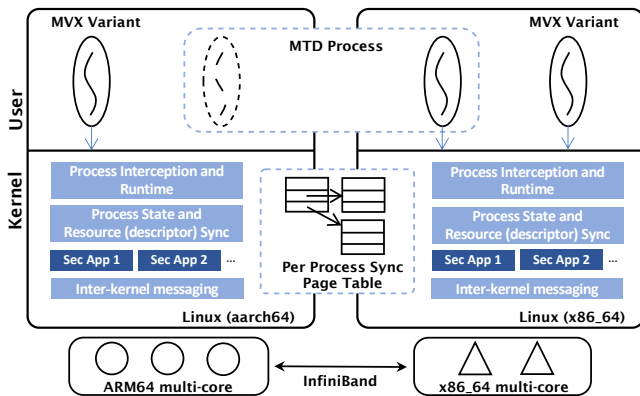 MVX Variant
MTD Process
MVX Variant
User
Kernel
Process Interception and
Runtime
Process State and
Resource (descriptor) Sync
Sec App 1
Sec App 2
...
Inter-kernel messaging
Linux (aarch64)
Per Process Sync
Page Table
Process Interception and
Runtime
Process State and
Resource (descriptor) Sync
Sec App 1
Sec App 2
...
Inter-kernel messaging
Linux (x86_64)
ARM64 multi-core
InfiniBand
x86_64 multi-core